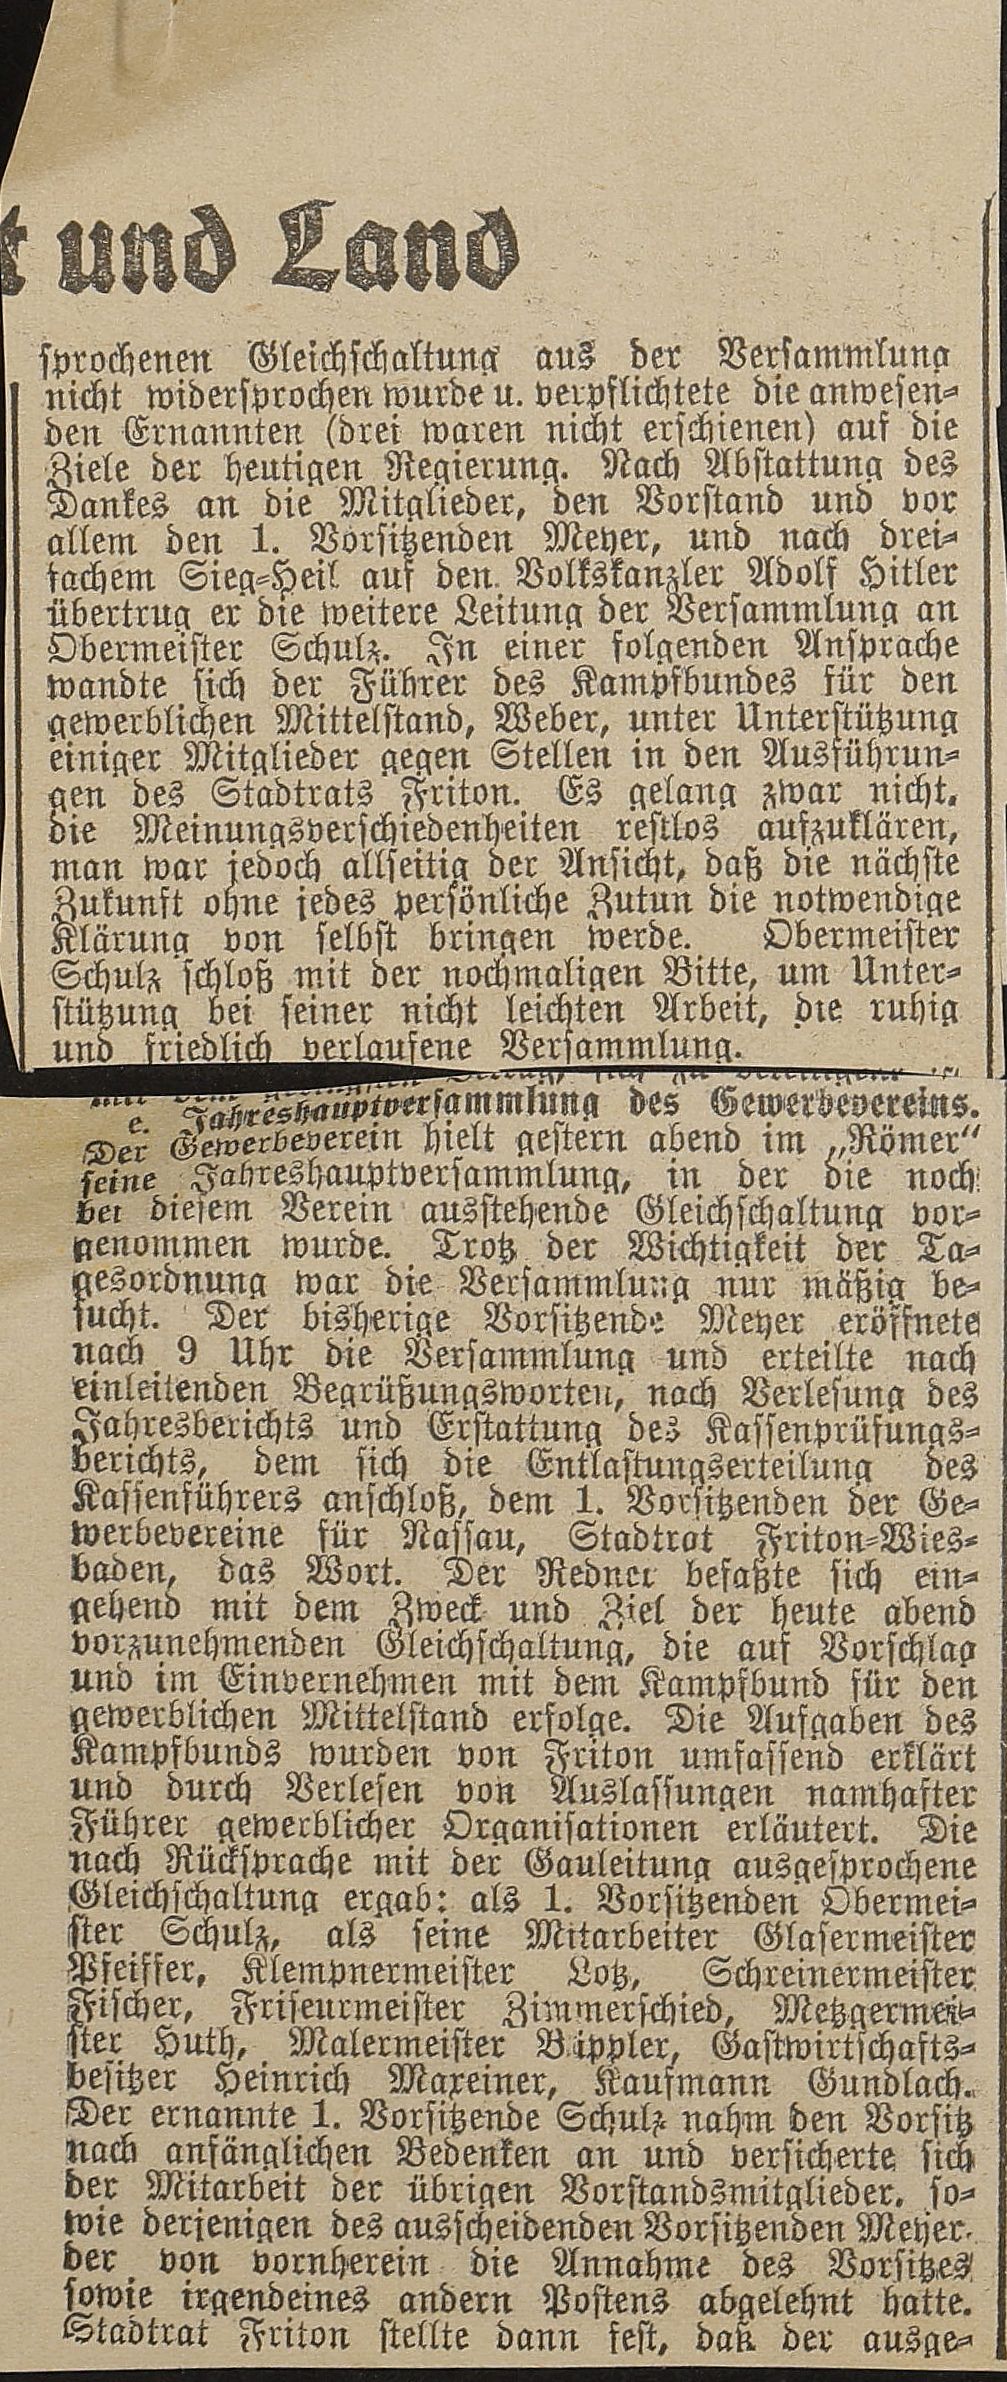 t und Land
sprochenen Gleichschaltung aus der Versammlung
nicht widersprochen wurde u. verpflichtete die anwesen-
den Ernannten (drei waren nicht erschienen) auf die
Ziele der heutigen Regierung. Nach Abstattung des
Dankes an die Mitglieder, den Vorstand und vor
allem den 1. Vorsitzenden Meyer, und nach drei-
fachem Sieg-Heil auf den Volkskanzler Adolf Hitler
übertrug er die weitere Leitung der Versammlung an
Obermeister Schulz. In einer folgenden Ansprache
wandte sich der Führer des Kampfbundes für den
gewerblichen Mittelstand, Weber, unter Unterstützung
einiger Mitglieder gegen Stellen in den Ausführun-
gen des Stadtrats Friton. Es gelang zwar nicht,
die Meinungsverschiedenheiten restlos aufzuklären,
man war jedoch allseitig der Ansicht, daß die nächste
Zukunft ohne jedes persönliche Zutun die notwendige
Klärung von selbst bringen werde. Obermeister
Schulz schloß mit der nochmaligen Bitte, um Unter-
stützung bei seiner nicht leichten Arbeit, die ruhig
und friedlich verlaufene Versammlung.
e. Jahreshauptversammlung des Gewerbevereins.
Der Gewerbeverein hielt gestern abend im „Römer"
seine Jahreshauptversammlung, in der die noch
bei diesem Verein ausstehende Gleichschaltung vor-
genommen wurde. Trotz der Wichtigkeit der Ta-
gesordnung war die Versammlung nur mäßig be-
sucht. Der bisherige Vorsitzende Meyer eröffnete
nach 9 Uhr die Versammlung und erteilte nach
einleitenden Begrüßungsworten, nach Verlesung des
Jahresberichts und Erstattung des Kassenprüfungs-
berichts, dem sich die Entlastungserteilung des
Kassenführers anschloß, dem 1. Vorsitzenden der Ge-
werbevereine für Nassau, Stadtrat Friton-Wies-
baden, das Wort. Der Redner befaßte sich ein-
gehend mit dem Zweck und Ziel der heute abend
vorzunehmenden Gleichschaltung, die auf Vorschlag
und im Einvernehmen mit dem Kampfbund für den
gewerblichen Mittelstand erfolge. Die Aufgaben des
Kampfbunds wurden von Friton umfassend erklärt
und durch Verlesen von Auslassungen namhafter
Führer gewerblicher Organisationen erläutert. Die
nach Rücksprache mit der Gauleitung ausgesprochene
Gleichschaltung ergab: als 1. Vorsitzenden Obermei-
ster Schulz, als seine Mitarbeiter Glasermeister
Pfeiffer, Klempnermeister Lotz, Schreinermeister
Fischer, Friseurmeister Zimmerschied, Metzgermei-
ster Huth, Malermeister Bäppler, Gastwirtschafts-
besitzer Heinrich Maxeiner, Kaufmann Gundlach.
Der ernannte 1. Vorsitzende Schulz nahm den Vorsitz
nach anfänglichen Bedenken an und versicherte sich
der Mitarbeit der übrigen Vorstandsmitglieder, so-
wie derjenigen des ausscheidenden Vorsitzenden Meyer,
der von vornherein die Annahme des Vorsitzes
sowie irgendeines andern Postens abgelehnt hatte.
Stadtrat Friton stellte dann fest, daß der ausge-